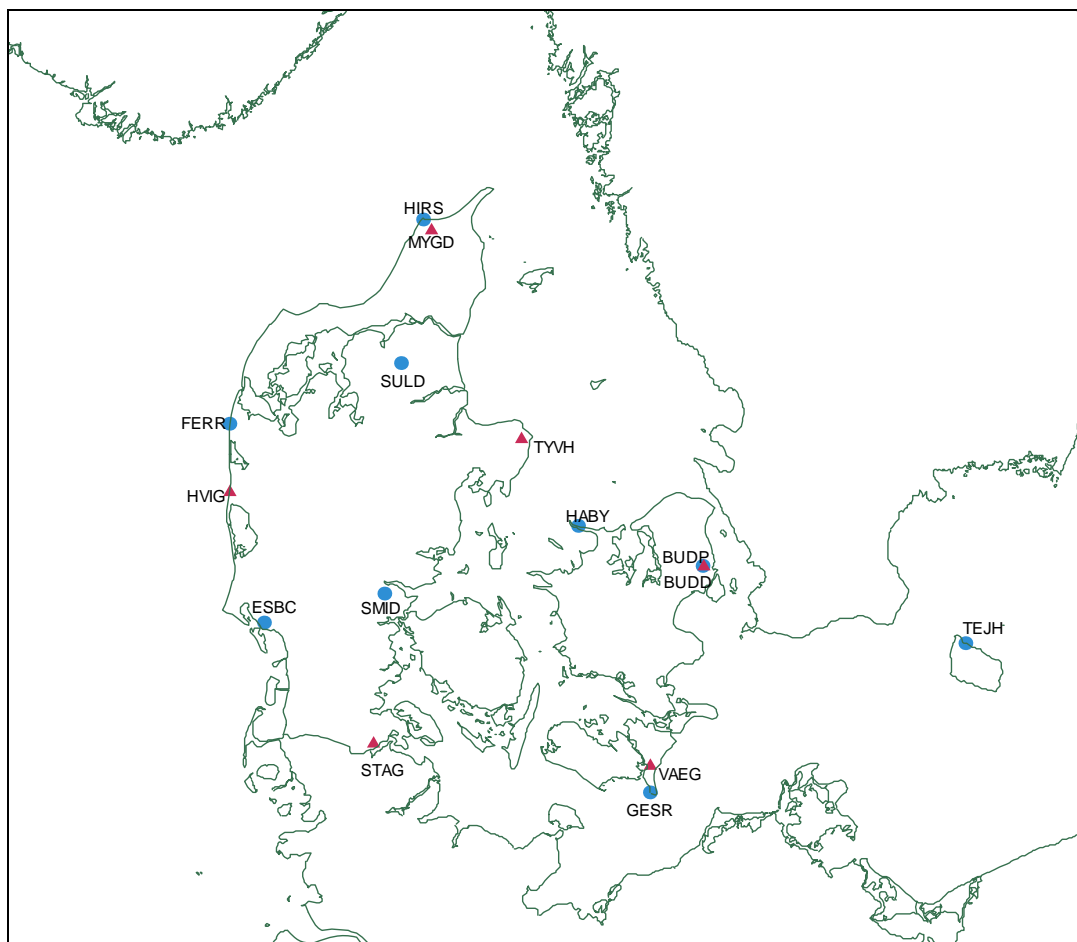 HIRS
MYGD
SULD
FERR
TYVH
HVIG
HABY
BUDP
BUDD
ESBC
SMID
TEJH
STAG
VAEG
GESR